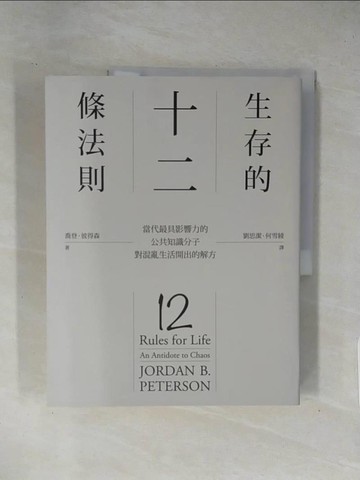 生存的
十二
條法則
當代最具影響力的
公共知識分子
對混亂生活開出的解方
喬登·彼得森
著
劉思潔·何雪綾
譯
12
Rules for Life
An Antidote to Chaos
JORDAN B.
PETERSON